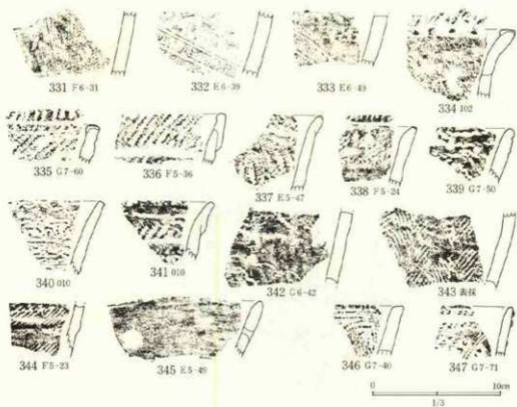 331 F6-31 332 E6-39 333 E6-49
334 102
335 G7-60 336 F5-36 337 E5-47 338 F5-24 339 G7-50
340 010 341 010 342 G6-42 343 表採
344 F5-23 345 E5-49 346 G7-40 347 G7-71
0 10cm
1/3